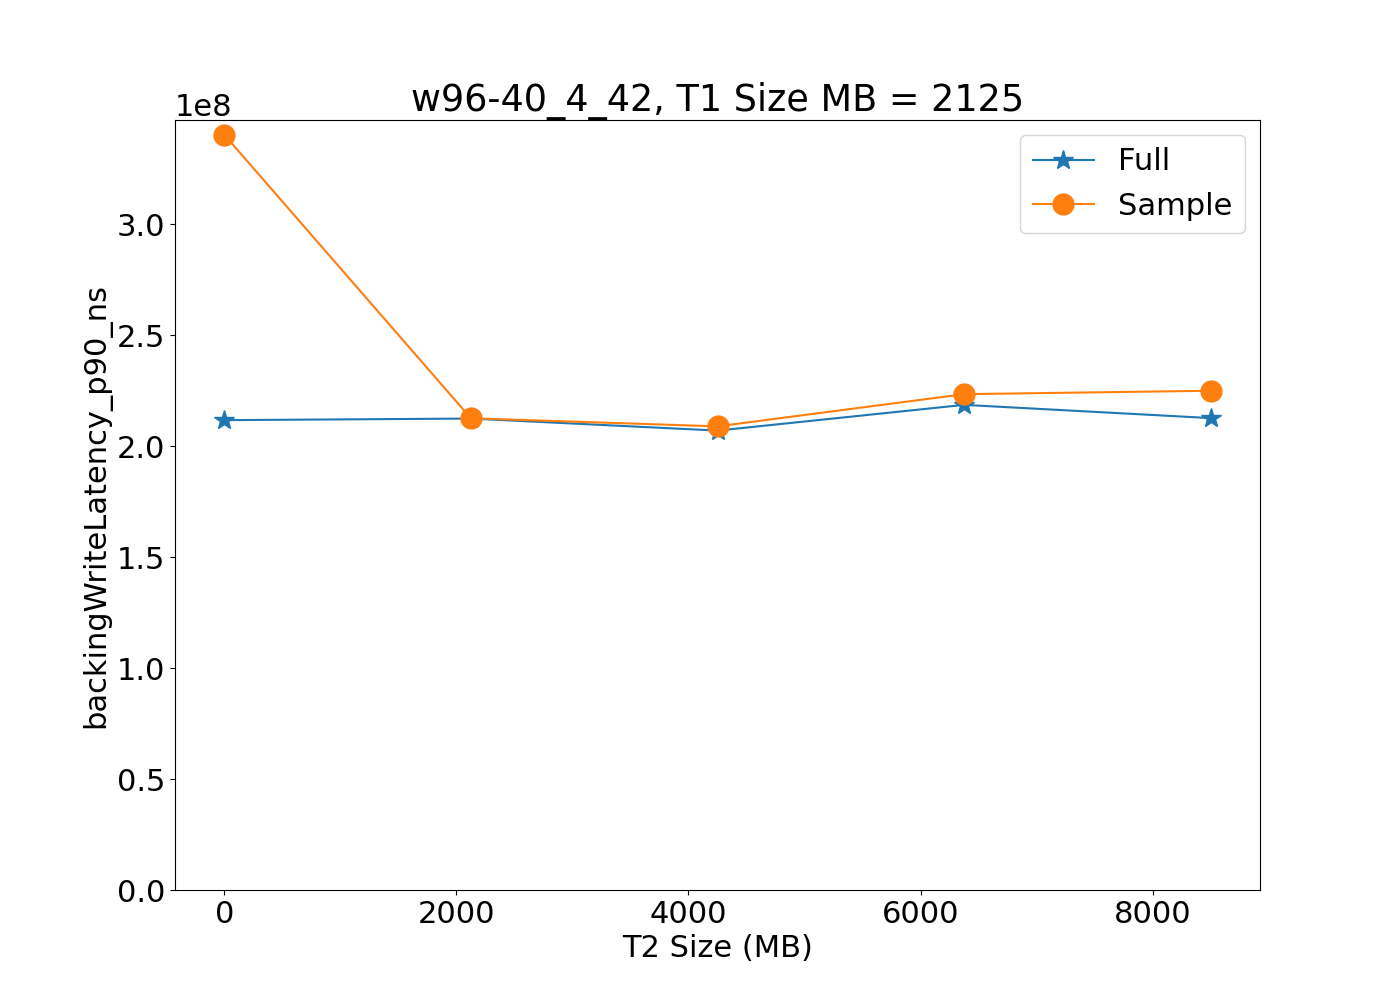 w96-40_4_42, T1 Size MB = 2125
1e8
Full
Sample
3.0
2.5
2.0
1.5
1.0
0.5
0.0
backingWriteLatency_p90_ns
0 2000 4000 6000 8000
T2 Size (MB)